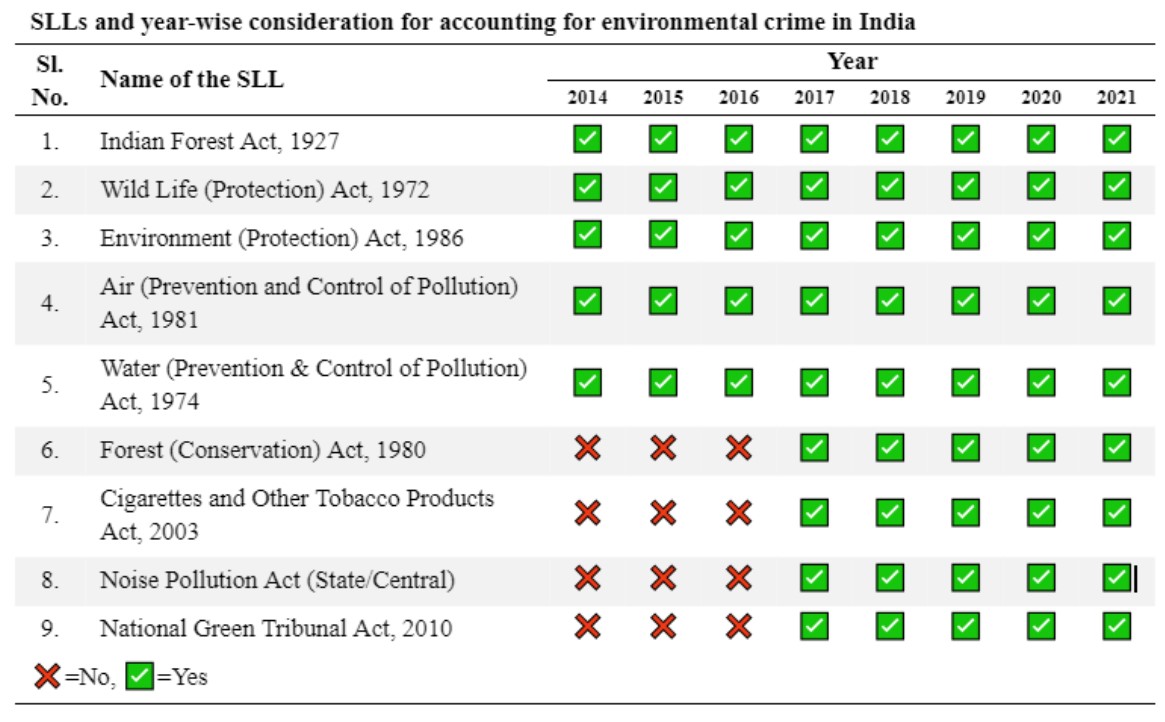 SLLs and year-wise consideration for accounting for environmental crime in India
Sl. No. Name of the SLL Year
2014 2015 2016 2017 2018 2019 2020 2021
1. Indian Forest Act, 1927 ✅ ✅ ✅ ✅ ✅ ✅ ✅ ✅
2. Wild Life (Protection) Act, 1972 ✅ ✅ ✅ ✅ ✅ ✅ ✅ ✅
3. Environment (Protection) Act, 1986 ✅ ✅ ✅ ✅ ✅ ✅ ✅ ✅
4. Air (Prevention and Control of Pollution)
Act, 1981 ✅ ✅ ✅ ✅ ✅ ✅ ✅ ✅
5. Water (Prevention & Control of Pollution)
Act, 1974 ✅ ✅ ✅ ✅ ✅ ✅ ✅ ✅
6. Forest (Conservation) Act, 1980 ❌ ❌ ❌ ✅ ✅ ✅ ✅ ✅
7. Cigarettes and Other Tobacco Products
Act, 2003 ❌ ❌ ❌ ✅ ✅ ✅ ✅ ✅
8. Noise Pollution Act (State/Central) ❌ ❌ ❌ ✅ ✅ ✅ ✅ ✅
9. National Green Tribunal Act, 2010 ❌ ❌ ❌ ✅ ✅ ✅ ✅ ✅
❌=No, ✅=Yes